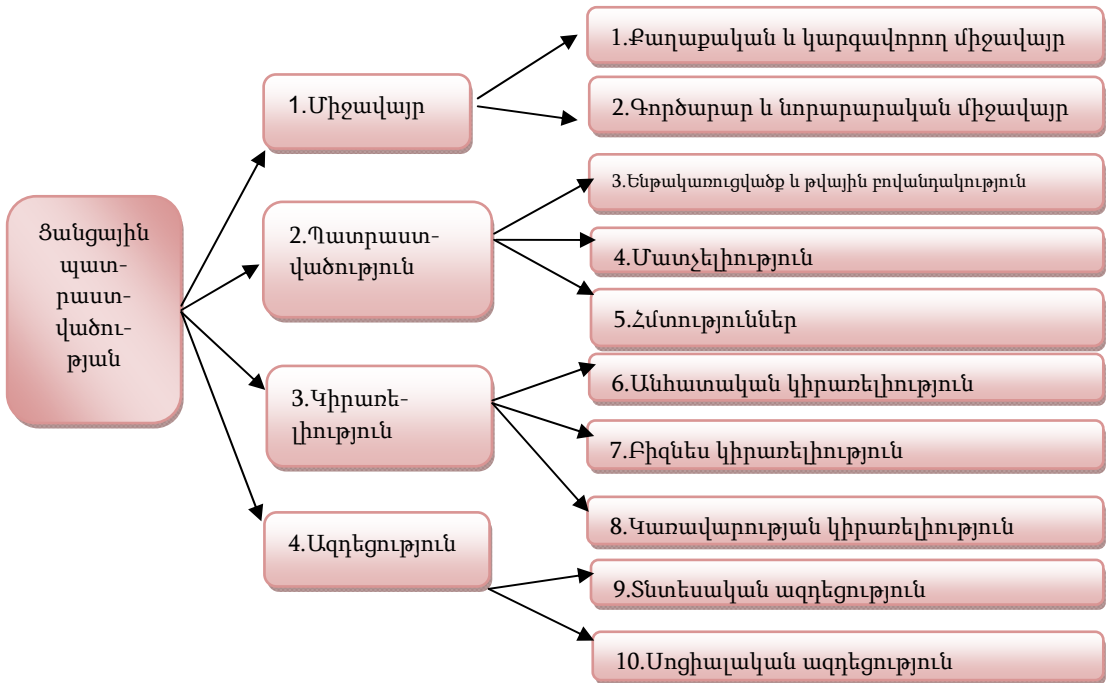 Ցանցային
պատ-
րաստ-
վածու-
թյան
1.Միջավայր
2.Պատրաստ-
վածություն
3.Կիրառե-
լիություն
4.Ազդեցություն
1.Քաղաքական և կարգավորող միջավայր
2.Գործարար և նորարարական միջավայր
3.Ենթակառուցվածք և թվային բովանդակություն
4.Մատչելիություն
5.Հմտություններ
6.Անհատական կիրառելիություն
7.Բիզնես կիրառելիություն
8.Կառավարության կիրառելիություն
9.Տնտեսական ազդեցություն
10.Սոցիալական ազդեցություն